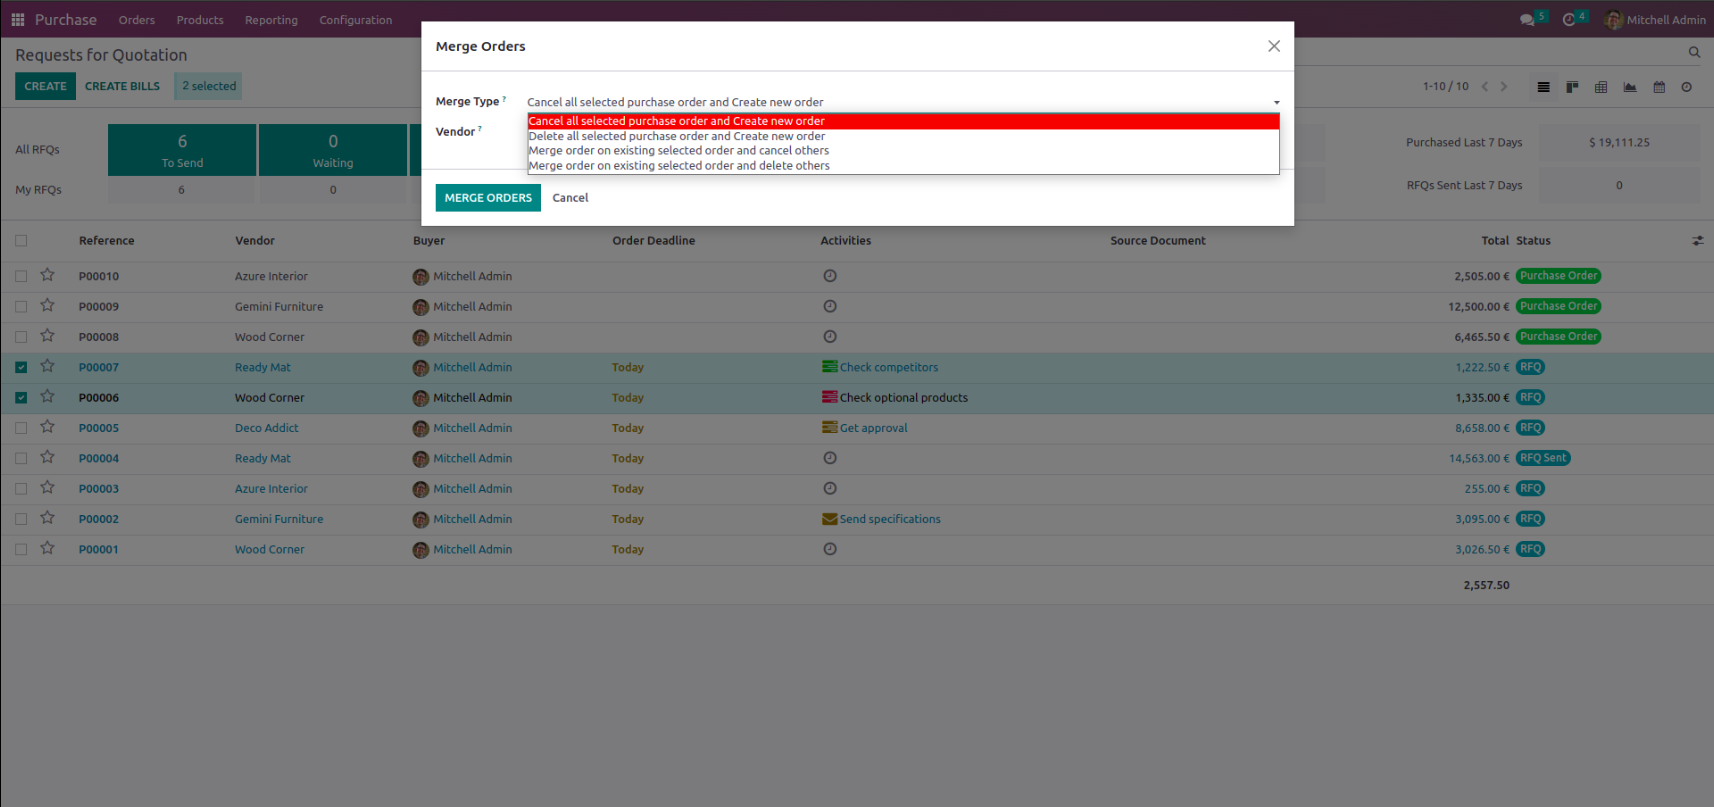 Purchase Orders Products Reporting Configuration 5 4 Mitchell Admin
Merge Orders
Requests for Quotation
CREATE CREATE BILLS 2 selected 1-10 / 10
Merge Type ? Cancel all selected purchase order and Create new order
Cancel all selected purchase order and Create new order
Delete all selected purchase order and Create new order
Merge order on existing selected order and cancel others
Merge order on existing selected order and delete others
Vendor ?
MERGE ORDERS Cancel
All RFQs 6 To Send 0 Waiting Purchased Last 7 Days $ 19,111.25
My RFQs 6 0 RFQs Sent Last 7 Days 0
Reference Vendor Buyer Order Deadline Activities Source Document Total Status
P00010 Azure Interior Mitchell Admin 2,505.00 € Purchase Order
P00009 Gemini Furniture Mitchell Admin 12,500.00 € Purchase Order
P00008 Wood Corner Mitchell Admin 6,465.50 € Purchase Order
P00007 Ready Mat Mitchell Admin Today Check competitors 1,222.50 € RFQ
P00006 Wood Corner Mitchell Admin Today Check optional products 1,335.00 € RFQ
P00005 Deco Addict Mitchell Admin Today Get approval 8,658.00 € RFQ
P00004 Ready Mat Mitchell Admin Today 14,563.00 € RFQ Sent
P00003 Azure Interior Mitchell Admin Today 255.00 € RFQ
P00002 Gemini Furniture Mitchell Admin Today Send specifications 3,095.00 € RFQ
P00001 Wood Corner Mitchell Admin Today 3,026.50 € RFQ
2,557.50